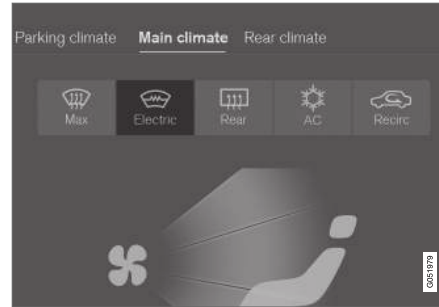 Parking climate Main climate Rear climate
Max Electric Rear AC Recirc
G051979